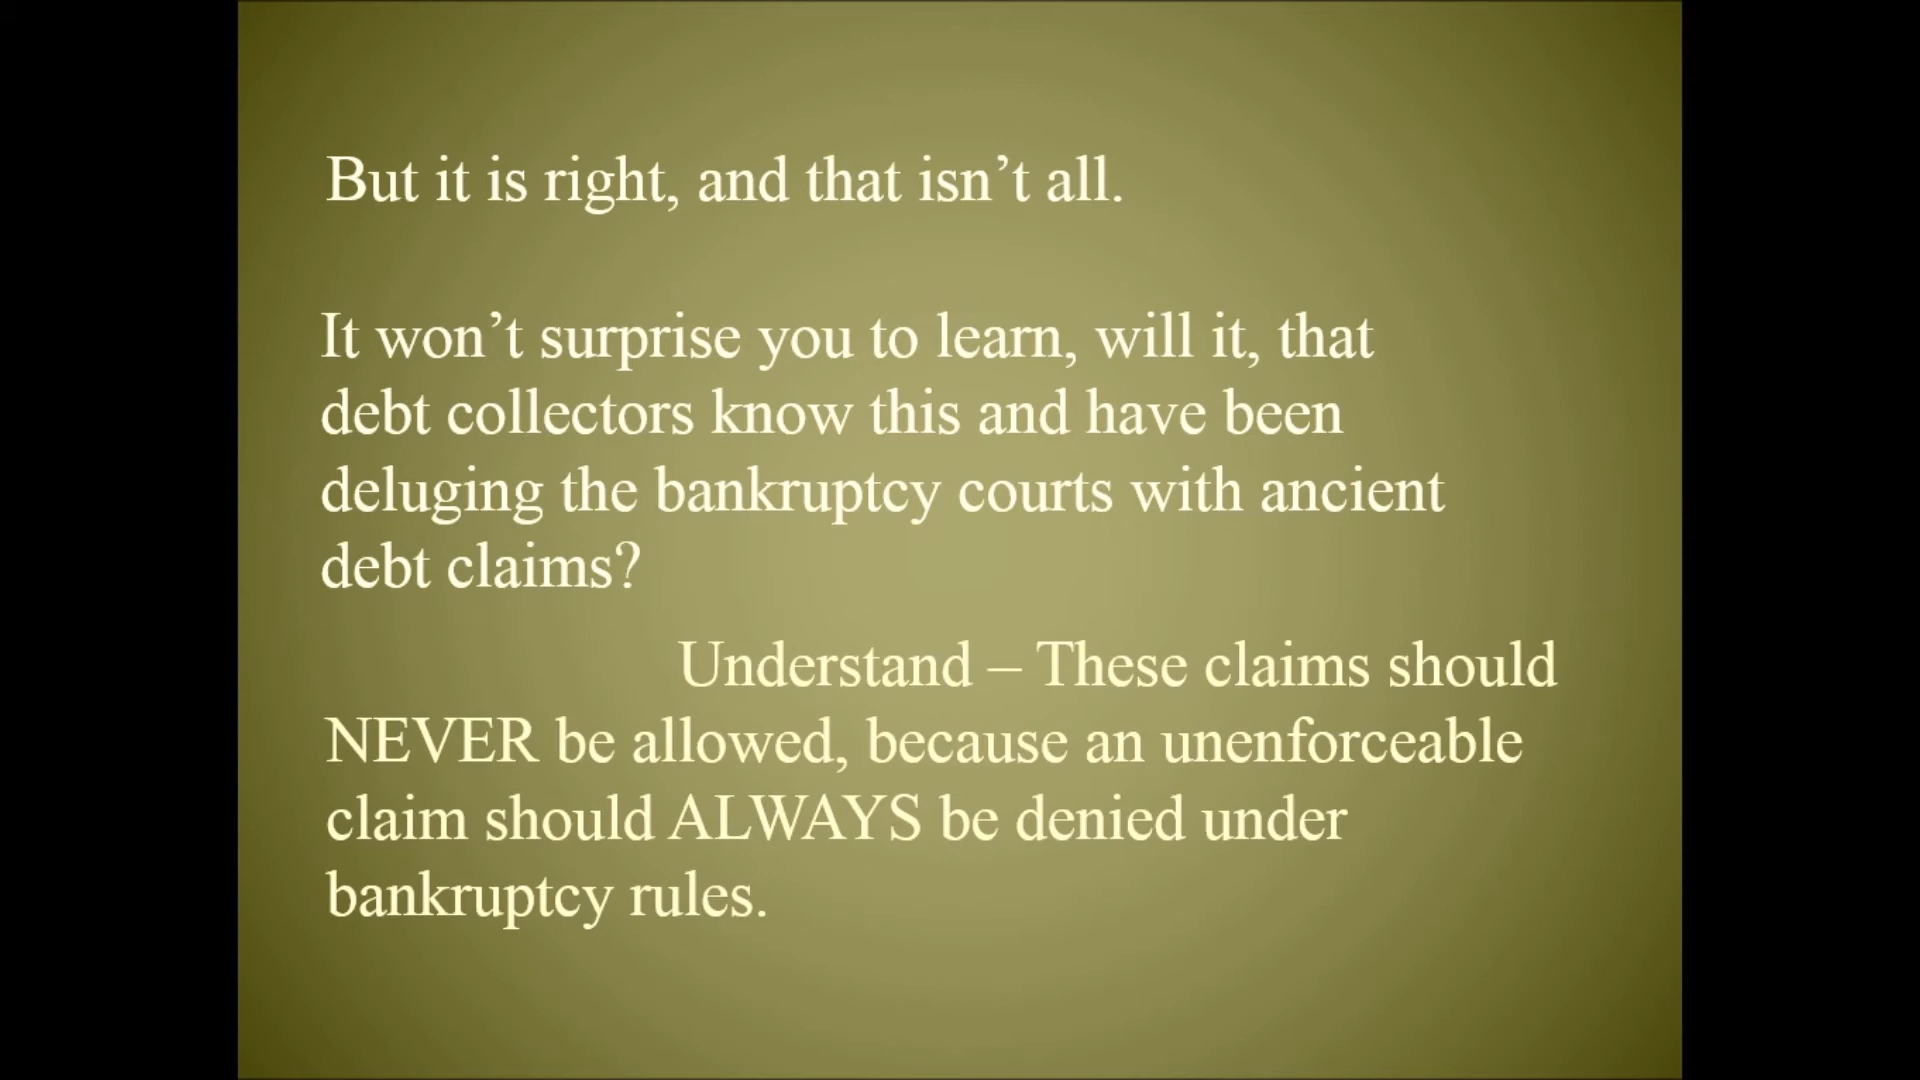 But it is right, and that isn’t all.
It won’t surprise you to learn, will it, that
debt collectors know this and have been
deluging the bankruptcy courts with ancient
debt claims?
Understand – These claims should
NEVER be allowed, because an unenforceable
claim should ALWAYS be denied under
bankruptcy rules.